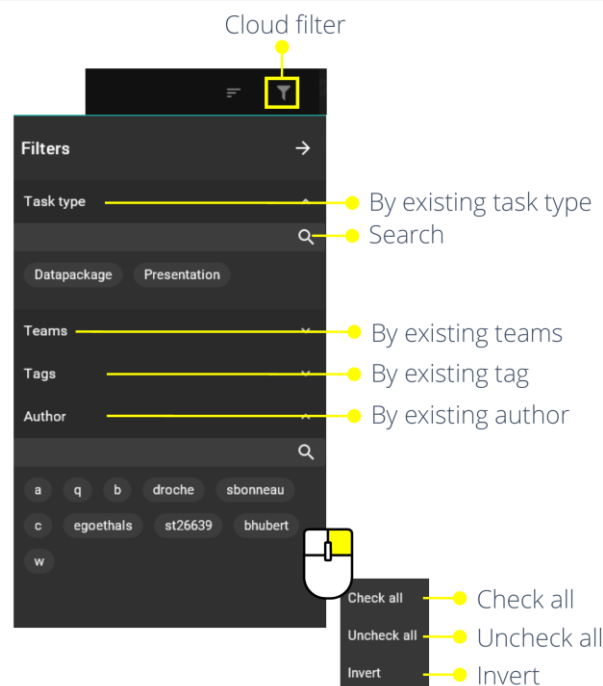 Cloud filter
Filters
Task type
By existing task type
Search
Datapackage Presentation
Teams
By existing teams
Tags
By existing tag
Author
By existing author
a q b droche sbonneau
c egoethals st26639 bhubert
w
Check all
Check all
Uncheck all
Uncheck all
Invert
Invert